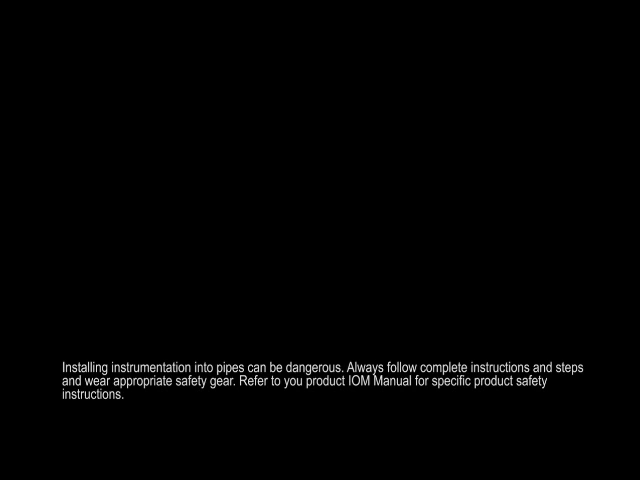 Installing instrumentation into pipes can be dangerous. Always follow complete instructions and steps
and wear appropriate safety gear. Refer to you product IOM Manual for specific product safety
instructions.